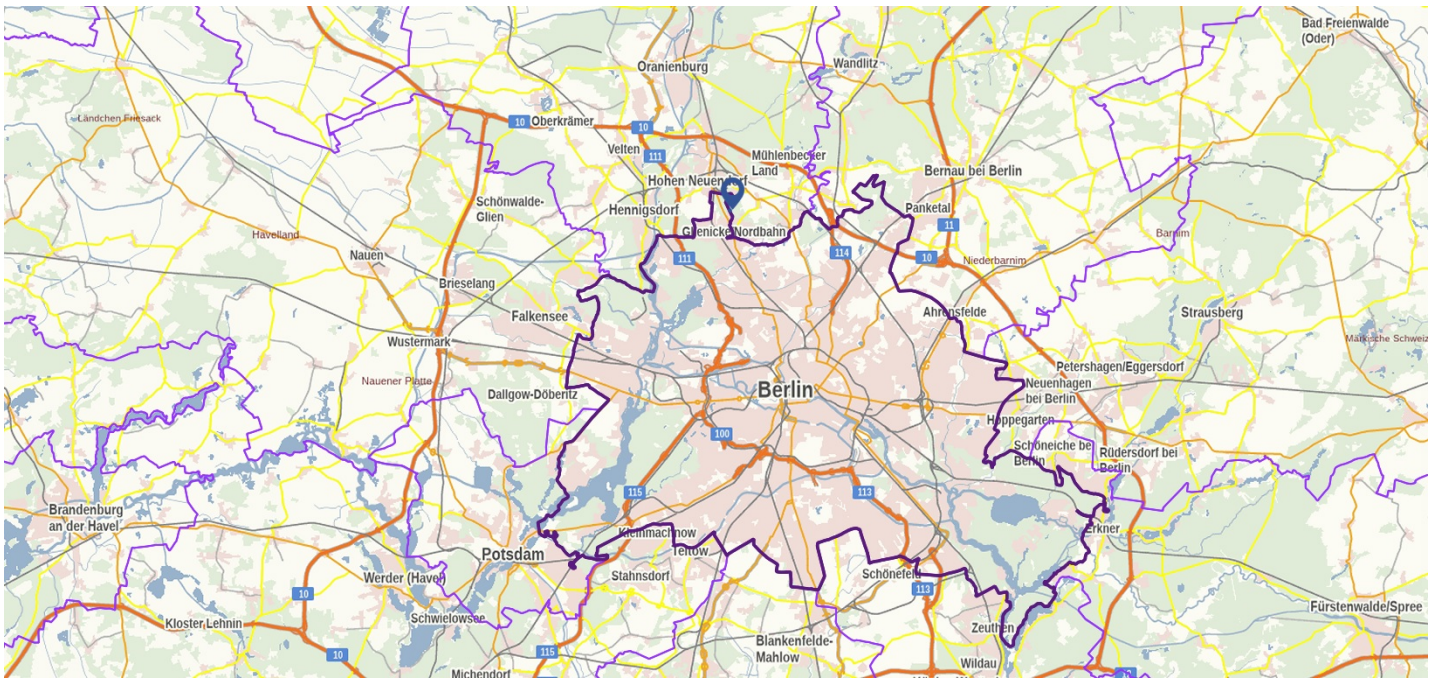 Bad Freienwalde
(Oder)
Oranienburg
Wandlitz
Ländchen Friesack
10
Oberkrämer
10
Velten
111
Mühlenbecker
Land
Bernau bei Berlin
Hohen Neuendorf
Schönwalde-
Glien
Hennigsdorf
Panketal
11
Havelland
Glienicke/Nordbahn
Barnim
Nauen
111
114
10
Niederbarnim
Brieselang
Falkensee
Ahrensfelde
Strausberg
Wustermark
Märkische Schweiz
Petershagen/Eggersdorf
Nauener Platte
Neuenhagen
bei Berlin
Dallgow-Döberitz
Berlin
Hoppegarten
100
Schöneiche be
Berlin
Rüdersdorf bei
Berlin
115
113
Brandenburg
an der Havel
Kleinmachnow
Erkner
Potsdam
Teltow
Werder (Havel)
Stahnsdorf
Schönefeld
113
10
Schwielowsee
Fürstenwalde/Spree
Kloster Lehnin
Zeuthen
Blankenfelde-
Mahlow
10
115
Wildau
Michendorf